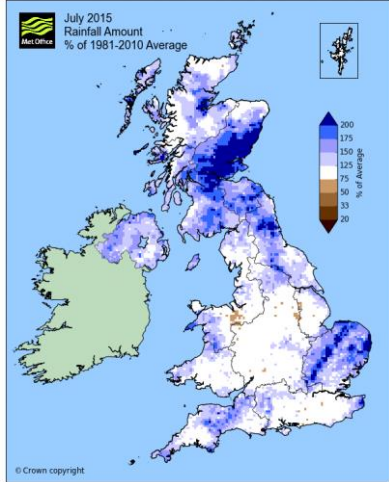 Met Office
July 2015
Rainfall Amount
% of 1981-2010 Average
200
175
150
125
75
50
33
20
% of Average
© Crown copyright